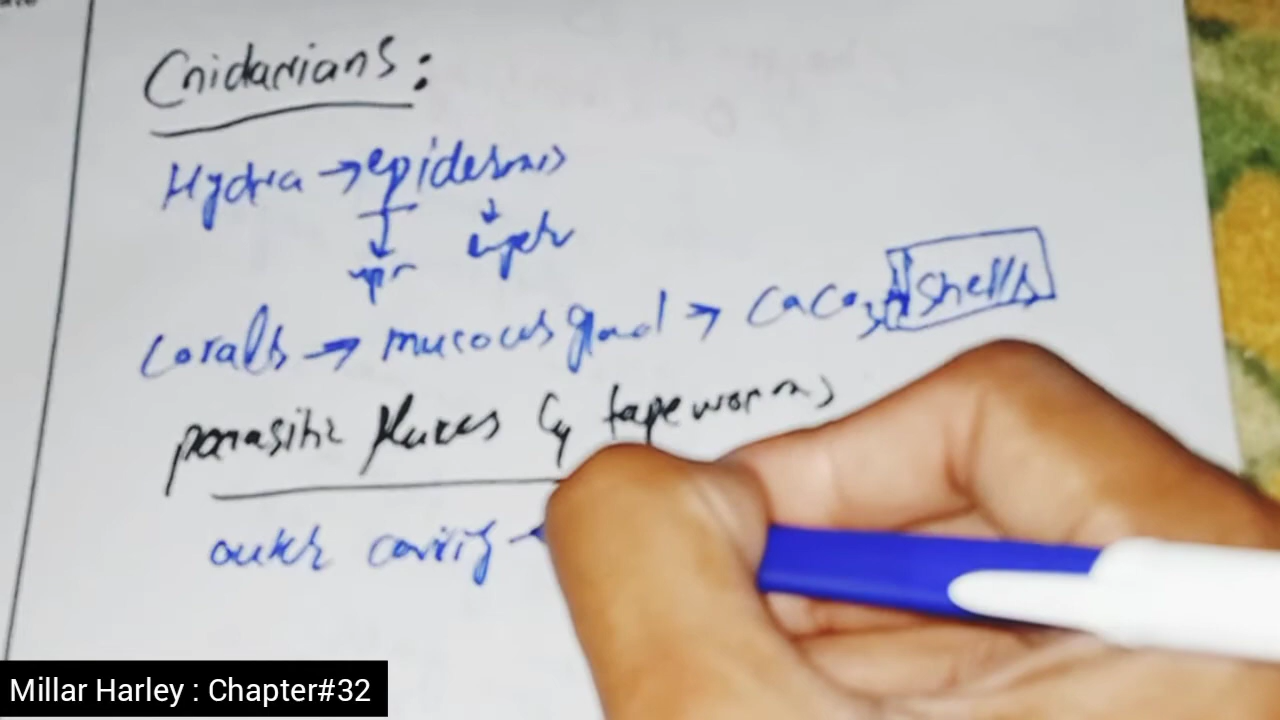 Cnidarians:
Hydra → epidermis
Corals → mucous gland → CaCO3 shells
parasitic flukes & tapeworms
outer cavity
Millar Harley : Chapter#32